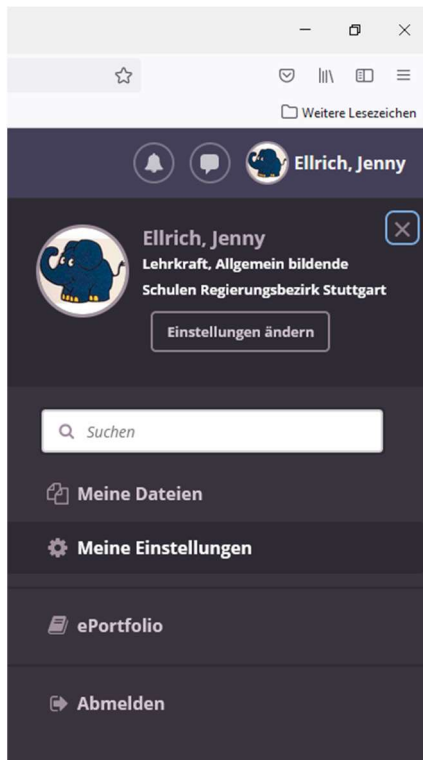 Weitere Lesezeichen
Ellrich, Jenny
Ellrich, Jenny
Lehrkraft, Allgemein bildende
Schulen Regierungsbezirk Stuttgart
Einstellungen ändern
Suchen
Meine Dateien
Meine Einstellungen
ePortfolio
Abmelden